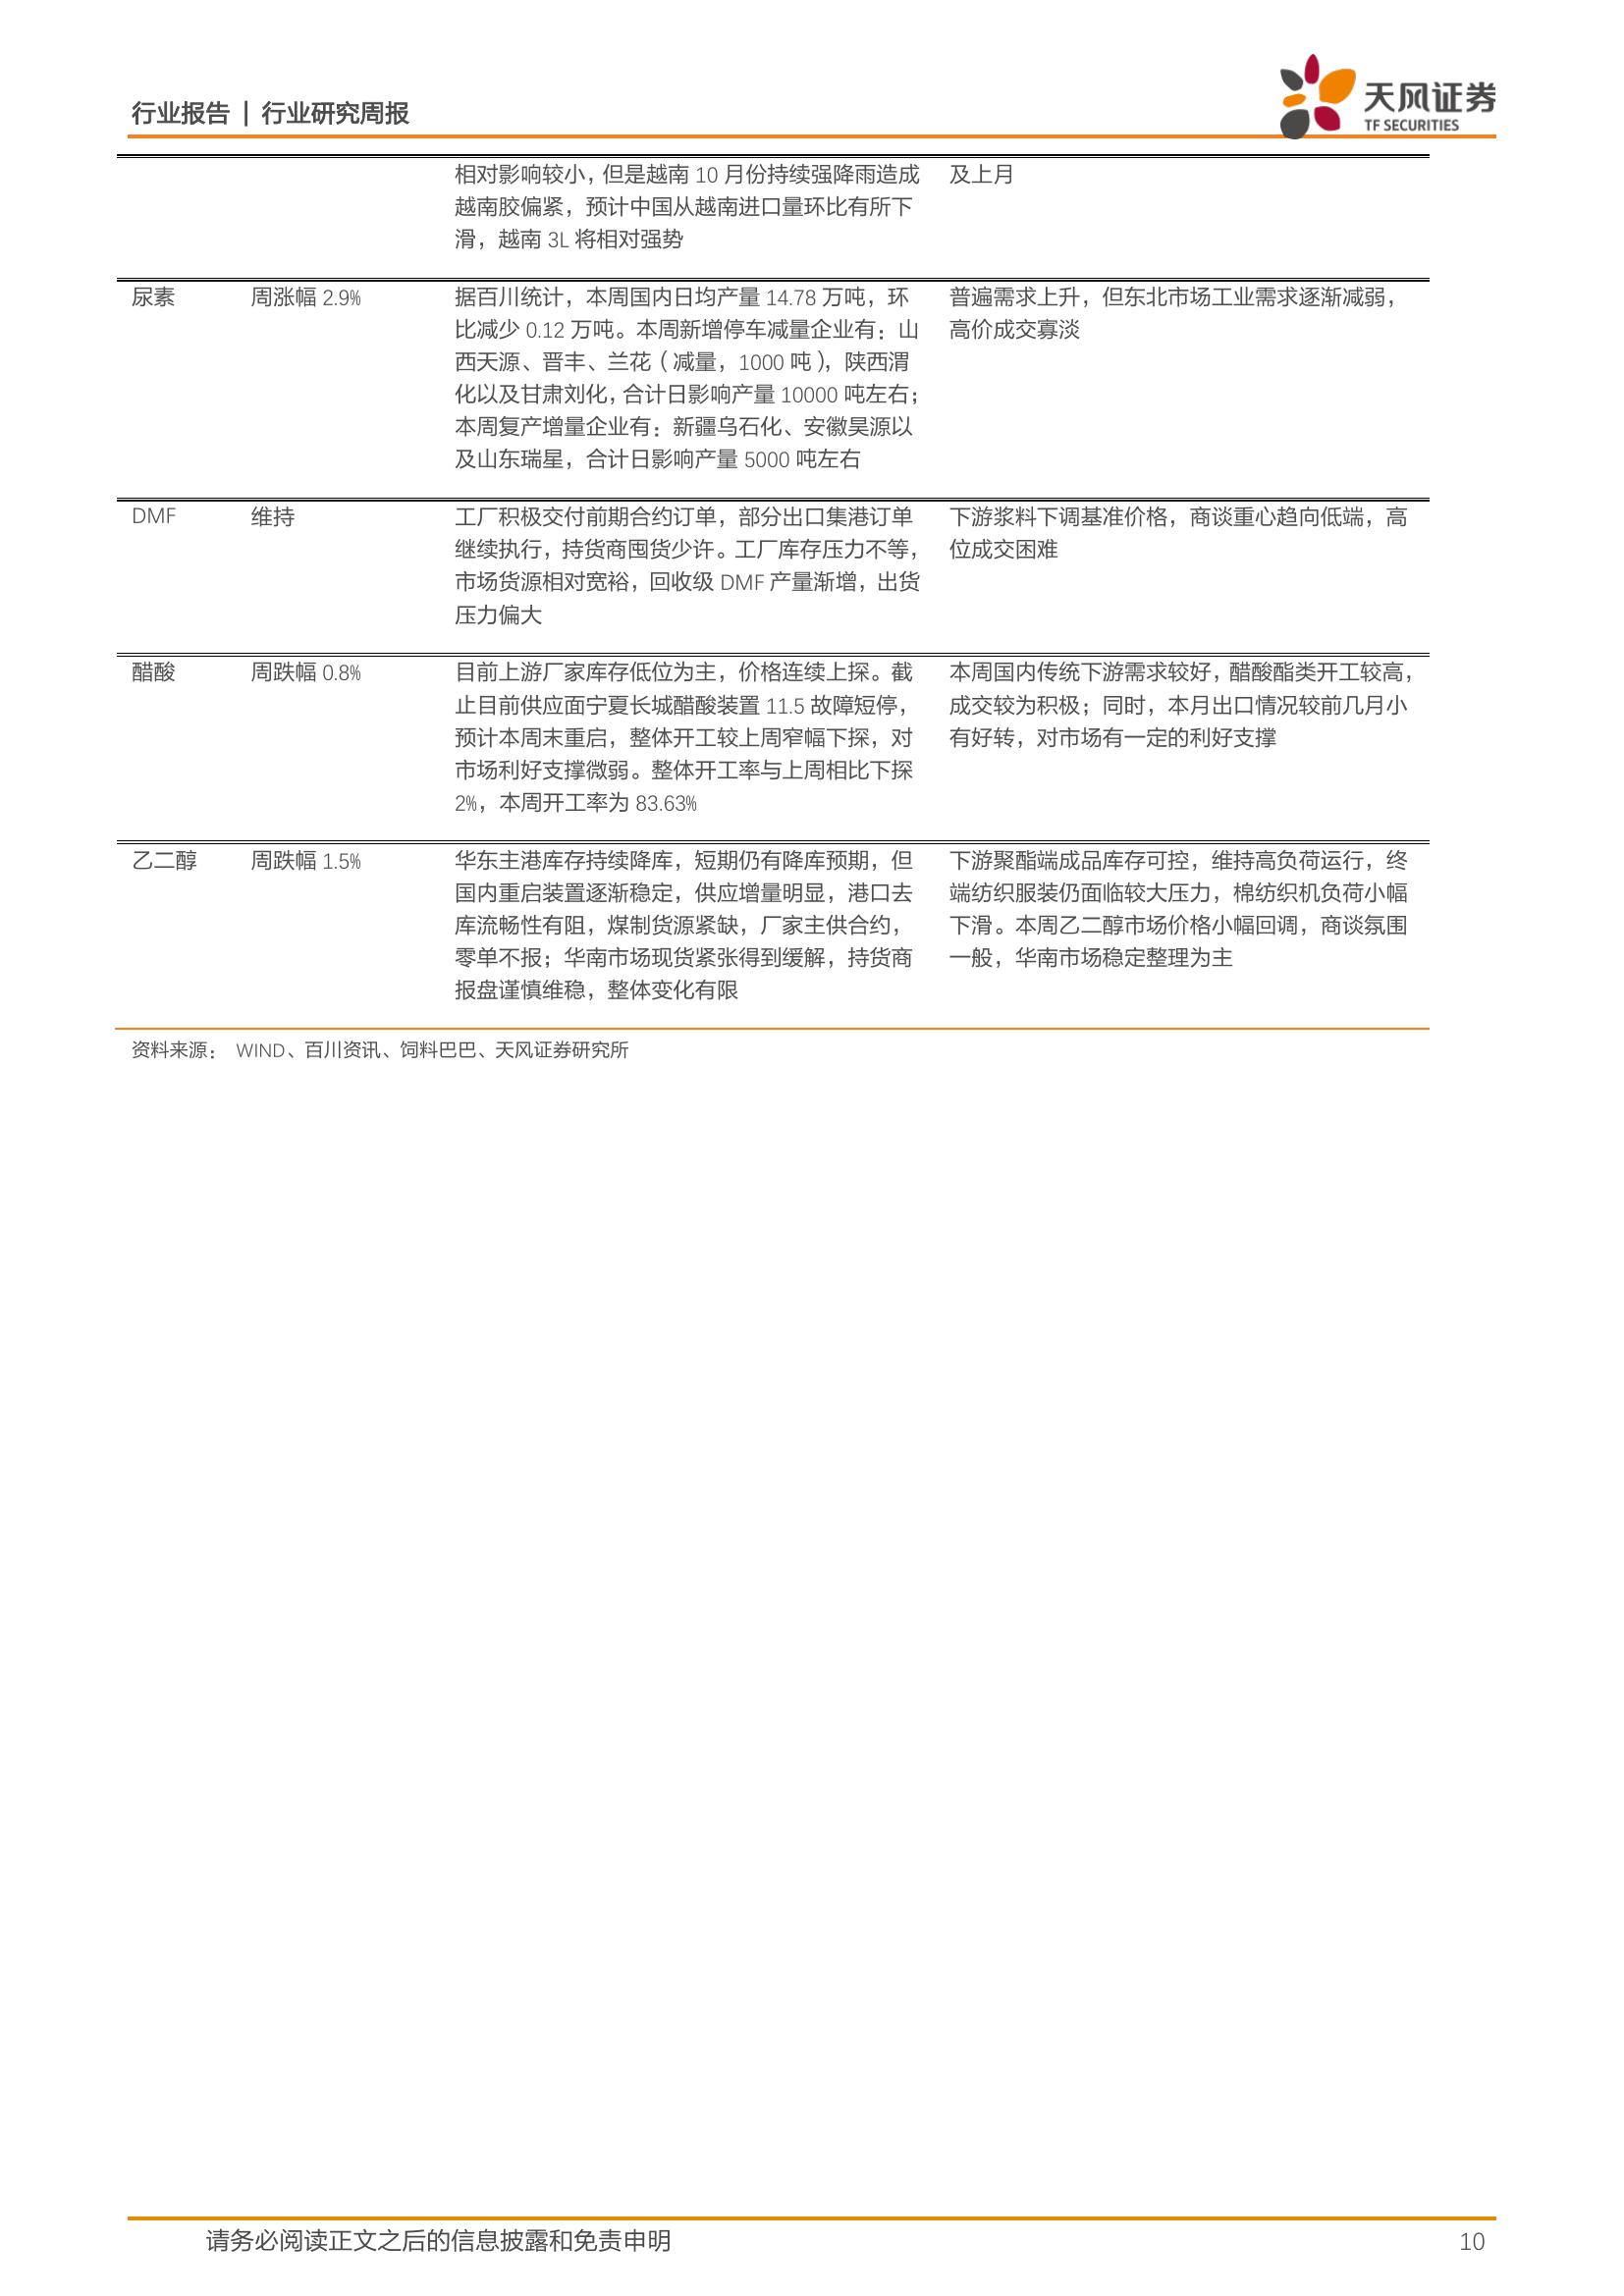 行业报告 | 行业研究周报
天风证券
TF SECURITIES
相对影响较小，但是越南 10 月份持续强降雨造成
越南胶偏紧，预计中国从越南进口量环比有所下
滑，越南 3L 将相对强势
及上月
尿素
周涨幅 2.9%
据百川统计，本周国内日均产量 14.78 万吨，环
比减少 0.12 万吨。本周新增停车减量企业有：山
西天源、晋丰、兰花（减量，1000 吨），陕西渭
化以及甘肃刘化，合计日影响产量 10000 吨左右；
本周复产增量企业有：新疆乌石化、安徽昊源以
及山东瑞星，合计日影响产量 5000 吨左右
普遍需求上升，但东北市场工业需求逐渐减弱，
高价成交寡淡
DMF
维持
工厂积极交付前期合约订单，部分出口集港订单
继续执行，持货商囤货少许。工厂库存压力不等，
市场货源相对宽裕，回收级 DMF 产量渐增，出货
压力偏大
下游浆料下调基准价格，商谈重心趋向低端，高
位成交困难
醋酸
周跌幅 0.8%
目前上游厂家库存低位为主，价格连续上探。截
止目前供应面宁夏长城醋酸装置 11.5 故障短停，
预计本周末重启，整体开工较上周窄幅下探，对
市场利好支撑微弱。整体开工率与上周相比下探
2%，本周开工率为 83.63%
本周国内传统下游需求较好，醋酸酯类开工较高，
成交较为积极；同时，本月出口情况较前几月小
有好转，对市场有一定的利好支撑
乙二醇
周跌幅 1.5%
华东主港库存持续降库，短期仍有降库预期，但
国内重启装置逐渐稳定，供应增量明显，港口去
库流畅性有阻，煤制货源紧缺，厂家主供合约，
零单不报；华南市场现货紧张得到缓解，持货商
报盘谨慎维稳，整体变化有限
下游聚酯端成品库存可控，维持高负荷运行，终
端纺织服装仍面临较大压力，棉纺织机负荷小幅
下滑。本周乙二醇市场价格小幅回调，商谈氛围
一般，华南市场稳定整理为主
资料来源： WIND、百川资讯、饲料巴巴、天风证券研究所
请务必阅读正文之后的信息披露和免责申明
10